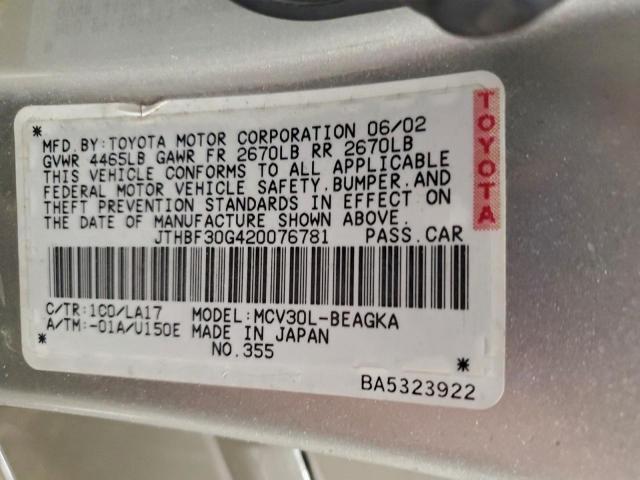 *
MFD.BY:TOYOTA MOTOR CORPORATION 06/02
GVWR 4465LB GAWR FR 2670LB RR 2670LB
THIS VEHICLE CONFORMS TO ALL APPLICABLE
FEDERAL MOTOR VEHICLE SAFETY,BUMPER,AND
THEFT PREVENTION STANDARDS IN EFFECT ON
THE DATE OF MANUFACTURE SHOWN ABOVE.
JTHBF30G420076781 PASS.CAR
TOYOTA
C/TR:1C0/LA17 MODEL:MCV30L-BEAGKA
A/TM:-01A/U150E MADE IN JAPAN
*
NO.355
*
BA5323922